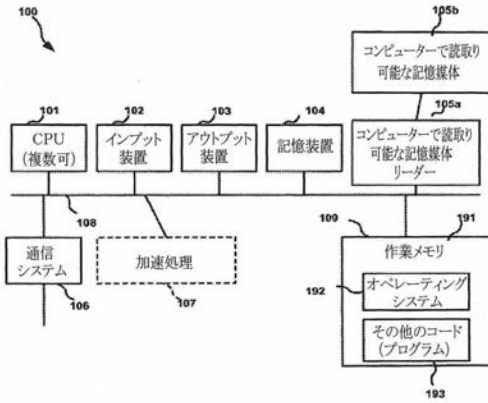 100
105b
コンピューターで読取り
可能な記憶媒体
101
102
103
104
105a
CPU
(複数可)
インプット
装置
アウトプット
装置
記憶装置
コンピューターで読取り
可能な記憶媒体
リーダー
108
109
191
通信
システム
106
加速処理
107
作業メモリ
192
オペレーティング
システム
その他のコード
(プログラム)
193